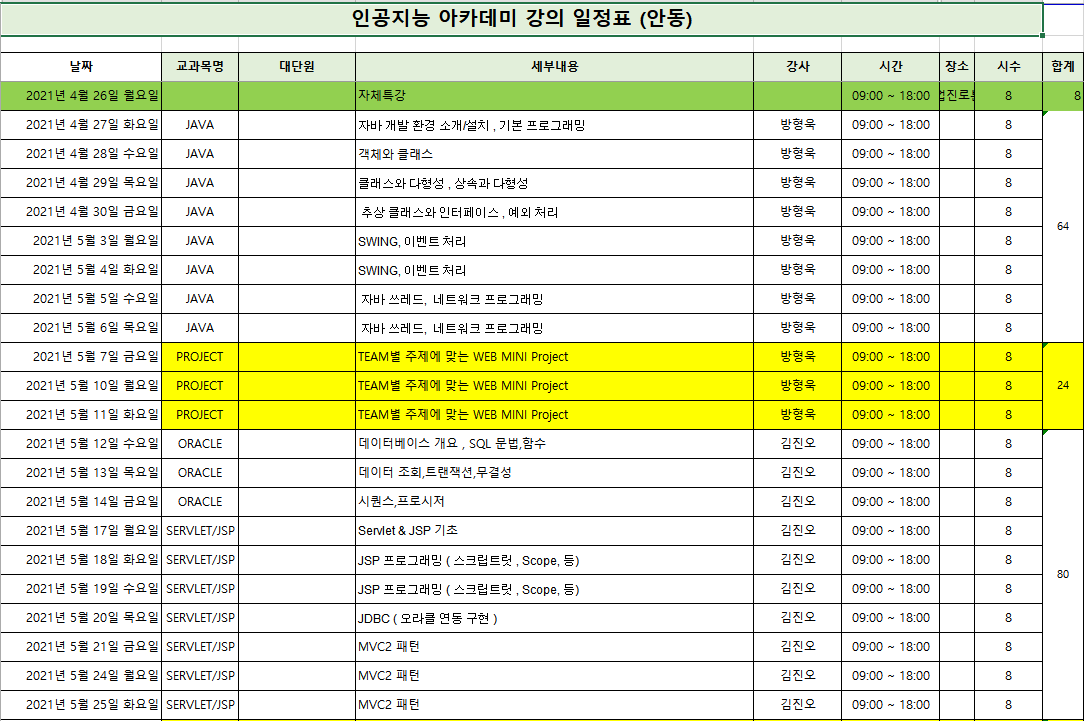 인공지능 아카데미 강의 일정표 (안동)
날짜 교과목명 대단원 세부내용 강사 시간 장소 시수 합계
2021년 4월 26일 월요일 자체특강 09:00 ~ 18:00 8 8
2021년 4월 27일 화요일 JAVA 자바 개발 환경 소개/설치 , 기본 프로그래밍 방형욱 09:00 ~ 18:00 8
2021년 4월 28일 수요일 JAVA 객체와 클래스 방형욱 09:00 ~ 18:00 8
2021년 4월 29일 목요일 JAVA 클래스와 다형성 , 상속과 다형성 방형욱 09:00 ~ 18:00 8
2021년 4월 30일 금요일 JAVA 추상 클래스와 인터페이스 , 예외 처리 방형욱 09:00 ~ 18:00 8
64
2021년 5월 3일 월요일 JAVA SWING, 이벤트 처리 방형욱 09:00 ~ 18:00 8
2021년 5월 4일 화요일 JAVA SWING, 이벤트 처리 방형욱 09:00 ~ 18:00 8
2021년 5월 5일 수요일 JAVA 자바 쓰레드, 네트워크 프로그래밍 방형욱 09:00 ~ 18:00 8
2021년 5월 6일 목요일 JAVA 자바 쓰레드, 네트워크 프로그래밍 방형욱 09:00 ~ 18:00 8
2021년 5월 7일 금요일 PROJECT TEAM별 주제에 맞는 WEB MINI Project 방형욱 09:00 ~ 18:00 8
2021년 5월 10일 월요일 PROJECT TEAM별 주제에 맞는 WEB MINI Project 방형욱 09:00 ~ 18:00 8 24
2021년 5월 11일 화요일 PROJECT TEAM별 주제에 맞는 WEB MINI Project 방형욱 09:00 ~ 18:00 8
2021년 5월 12일 수요일 ORACLE 데이터베이스 개요 , SQL 문법,함수 김진오 09:00 ~ 18:00 8
2021년 5월 13일 목요일 ORACLE 데이터 조회,트랜잭션,무결성 김진오 09:00 ~ 18:00 8
2021년 5월 14일 금요일 ORACLE 시퀀스,프로시저 김진오 09:00 ~ 18:00 8
2021년 5월 17일 월요일 SERVLET/JSP Servlet & JSP 기초 김진오 09:00 ~ 18:00 8
2021년 5월 18일 화요일 SERVLET/JSP JSP 프로그래밍 ( 스크립트릿 , Scope, 등) 김진오 09:00 ~ 18:00 8
80
2021년 5월 19일 수요일 SERVLET/JSP JSP 프로그래밍 ( 스크립트릿 , Scope, 등) 김진오 09:00 ~ 18:00 8
2021년 5월 20일 목요일 SERVLET/JSP JDBC ( 오라클 연동 구현 ) 김진오 09:00 ~ 18:00 8
2021년 5월 21일 금요일 SERVLET/JSP MVC2 패턴 김진오 09:00 ~ 18:00 8
2021년 5월 24일 월요일 SERVLET/JSP MVC2 패턴 김진오 09:00 ~ 18:00 8
2021년 5월 25일 화요일 SERVLET/JSP MVC2 패턴 김진오 09:00 ~ 18:00 8